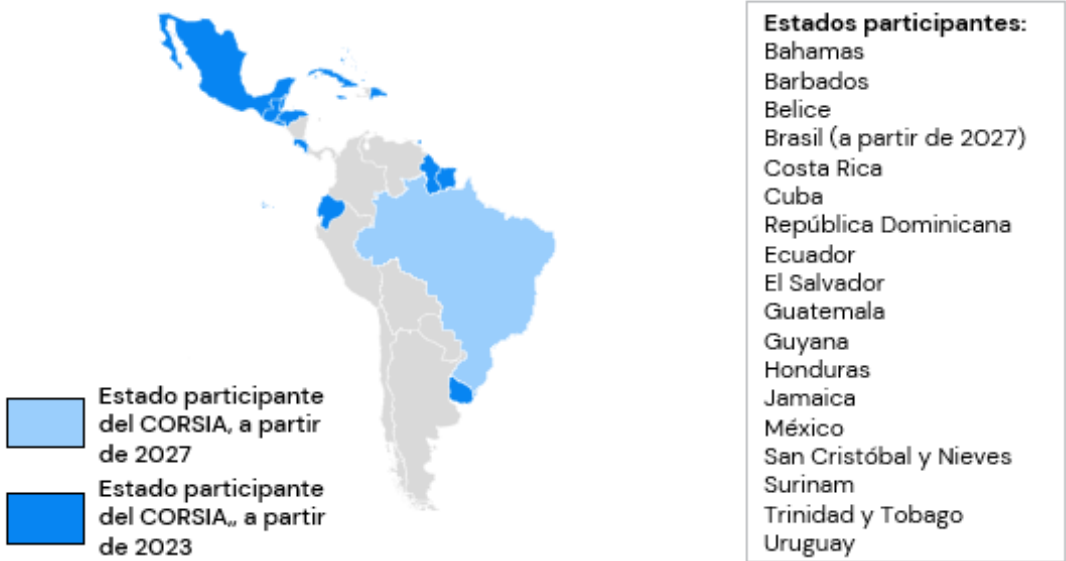 Estado participante
del CORSIA, a partir
de 2027
Estado participante
del CORSIA,, a partir
de 2023
Estados participantes:
Bahamas
Barbados
Belice
Brasil (a partir de 2027)
Costa Rica
Cuba
República Dominicana
Ecuador
El Salvador
Guatemala
Guyana
Honduras
Jamaica
México
San Cristóbal y Nieves
Surinam
Trinidad y Tobago
Uruguay